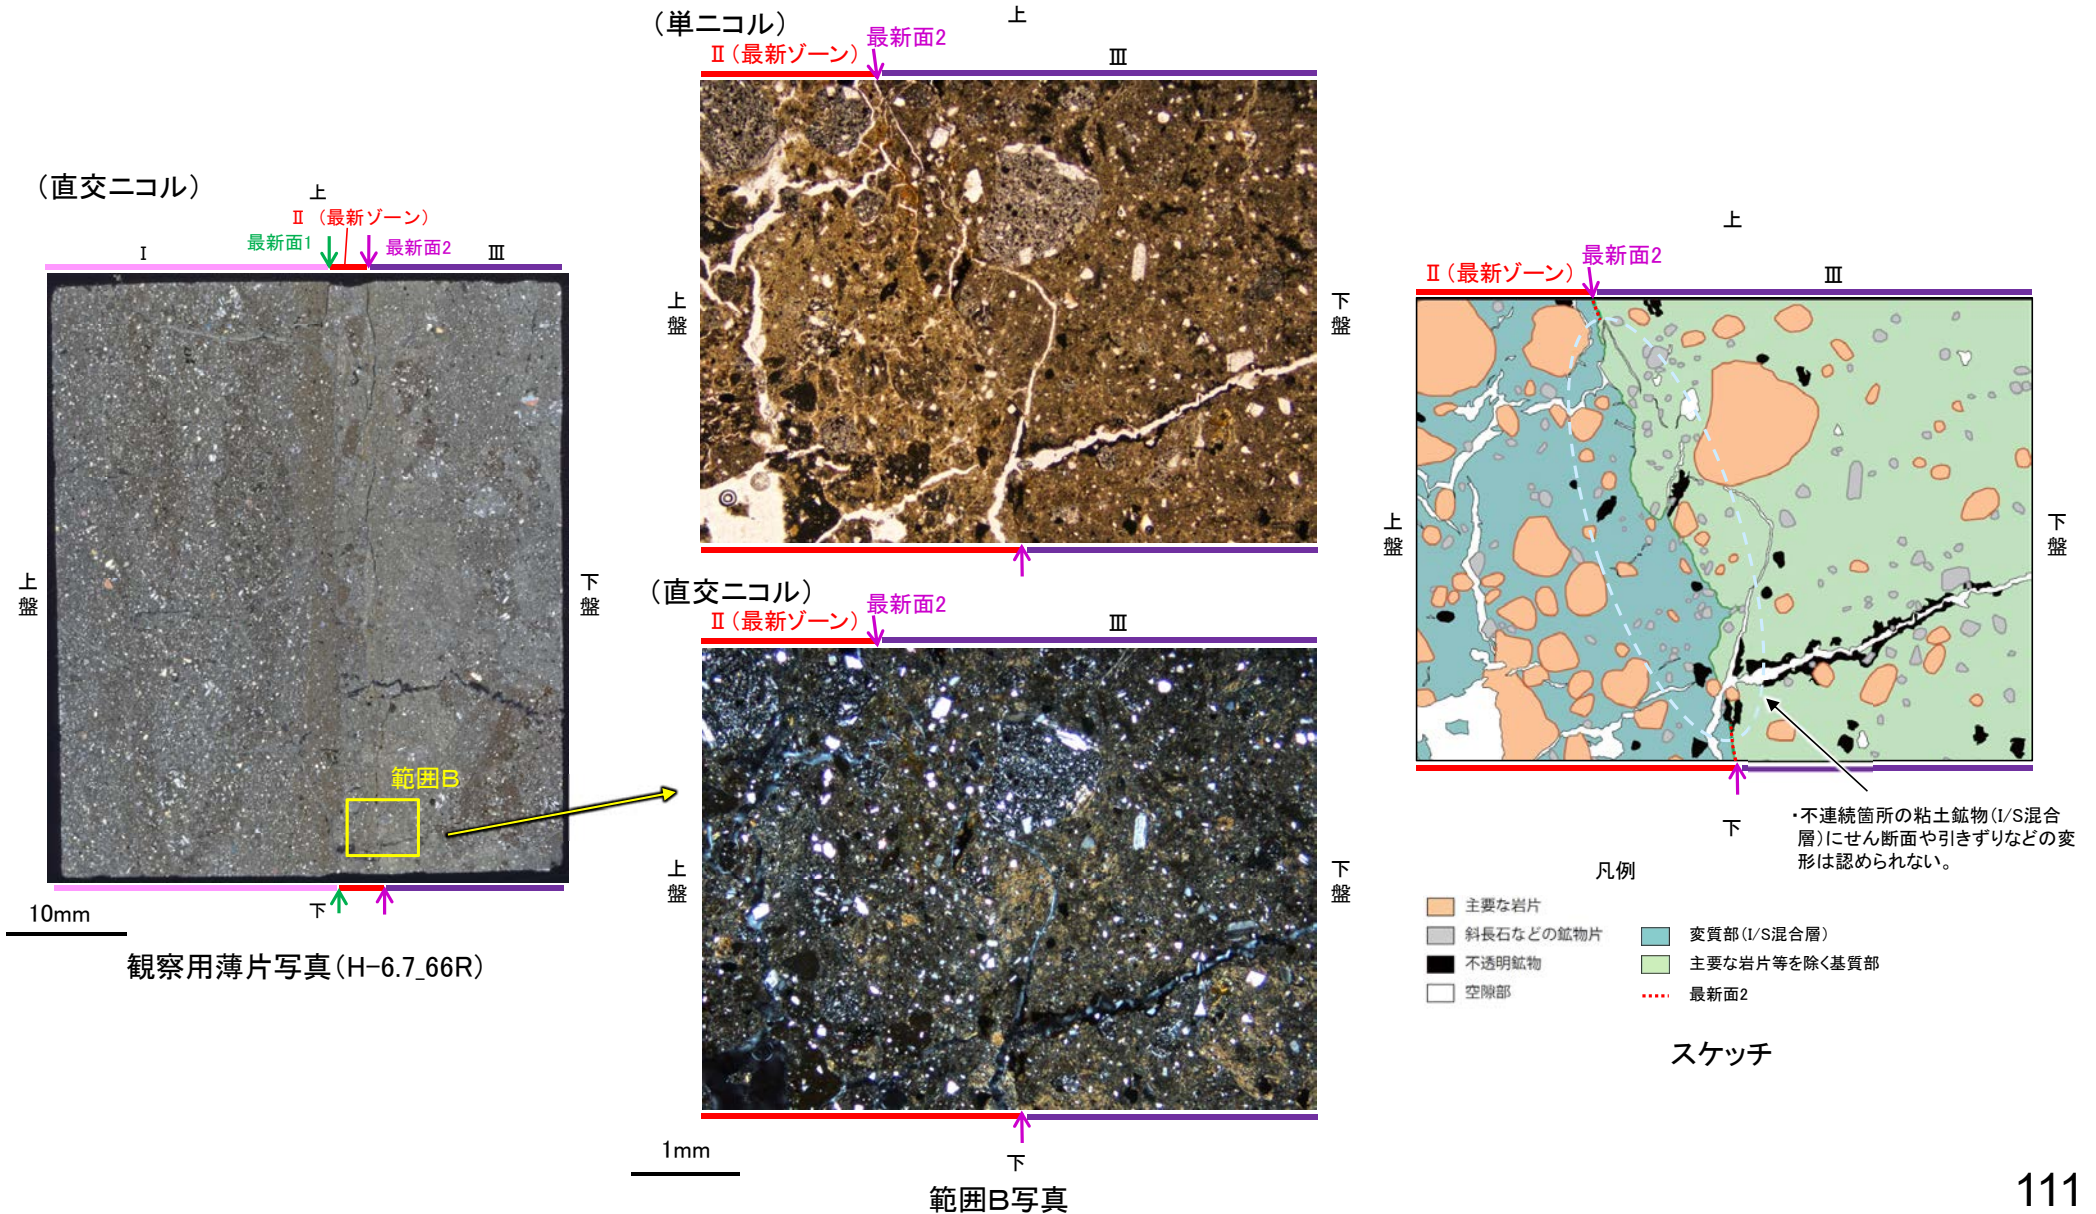 (直交ニコル)
上
Ⅱ (最新ゾーン)
Ⅰ
最新面1
最新面2
Ⅲ
上盤
下盤
範囲B
下
10mm
観察用薄片写真(H-6.7_66R)
(単ニコル)
上
最新面2
Ⅱ(最新ゾーン)
Ⅲ
上盤
下盤
(直交ニコル)
最新面2
Ⅱ(最新ゾーン)
Ⅲ
上盤
下盤
下
1mm
範囲B写真
上
最新面2
Ⅱ(最新ゾーン)
Ⅲ
上盤
下盤
下
・不連続箇所の粘土鉱物(I/S混合
層)にせん断面や引きずりなどの変
形は認められない。
凡例
主要な岩片
斜長石などの鉱物片
不透明鉱物
空隙部
変質部(I/S混合層)
主要な岩片等を除く基質部
最新面2
スケッチ
111